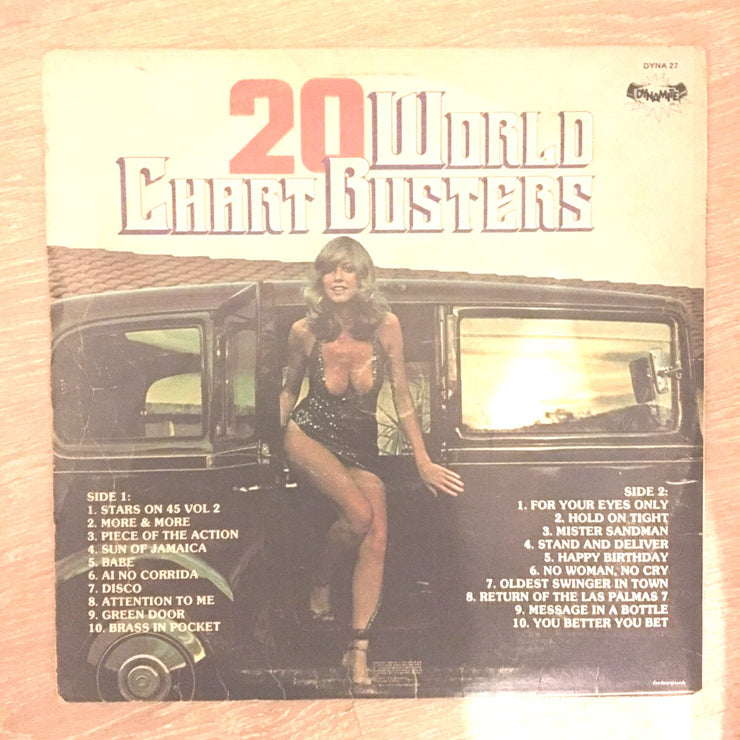 DYNA 27
DYNAMITE
20 WORLD
CHART BUSTERS
SIDE 1:
1. STARS ON 45 VOL 2
2. MORE & MORE
3. PIECE OF THE ACTION
4. SUN OF JAMAICA
5. BABE
6. AI NO CORRIDA
7. DISCO
8. ATTENTION TO ME
9. GREEN DOOR
10. BRASS IN POCKET
SIDE 2:
1. FOR YOUR EYES ONLY
2. HOLD ON TIGHT
3. MISTER SANDMAN
4. STAND AND DELIVER
5. HAPPY BIRTHDAY
6. NO WOMAN, NO CRY
7. OLDEST SWINGER IN TOWN
8. RETURN OF THE LAS PALMAS 7
9. MESSAGE IN A BOTTLE
10. YOU BETTER YOU BET